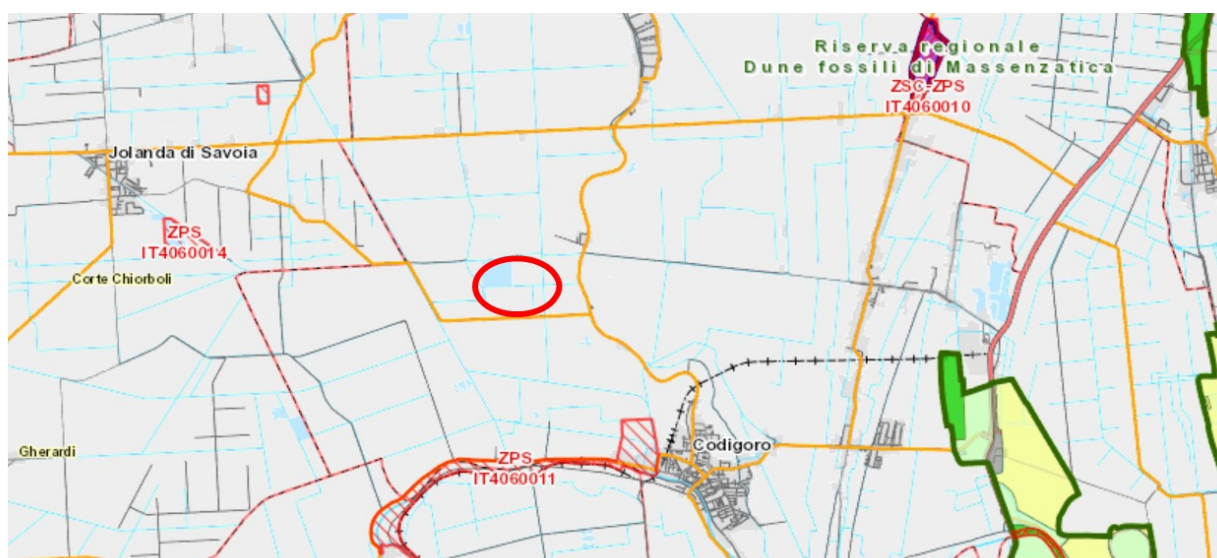 Riserva regionale
Dune fossili di Massenzatica
ZSC-ZPS
IT4060010
Jolanda di Savoia
ZPS
IT4060014
Corte Chiorboli
Gherardi
ZPS
IT4060011
Codigoro